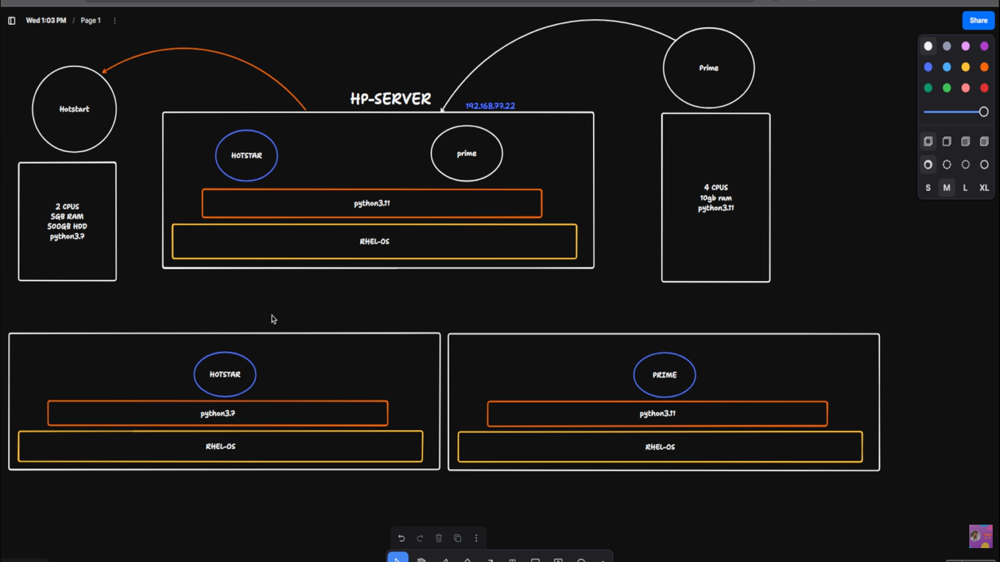 Wed 1:03 PM / Page 1
Share
Hotstart
Prime
HP-SERVER
192.168.77.22
HOTSTAR
prime
python3.11
RHEL-OS
2 CPUS
5GB RAM
500GB HDD
python3.7
4 CPUS
10gb ram
python3.11
S M L XL
HOTSTAR
python3.7
RHEL-OS
PRIME
python3.11
RHEL-OS